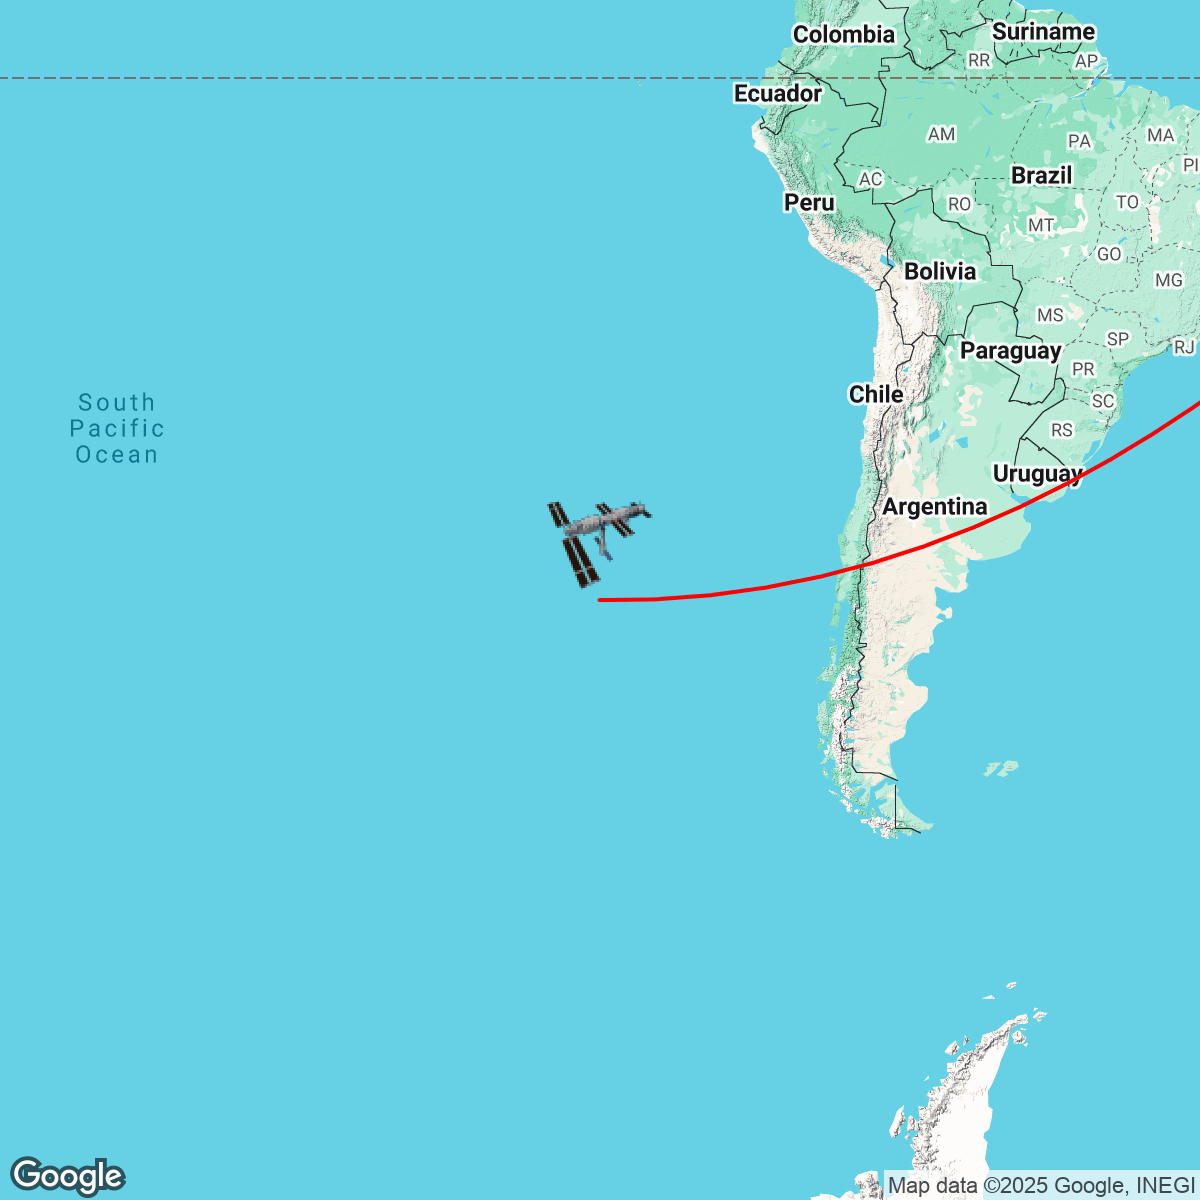 Colombia
Suriname
RR
AP
Ecuador
AM
PA
MA
PI
Brazil
AC
Peru
RO
TO
MT
GO
Bolivia
MG
MS
SP
Paraguay
RJ
PR
Chile
SC
South
Pacific
Ocean
RS
Uruguay
Argentina
Google
Map data ©2025 Google, INEGI